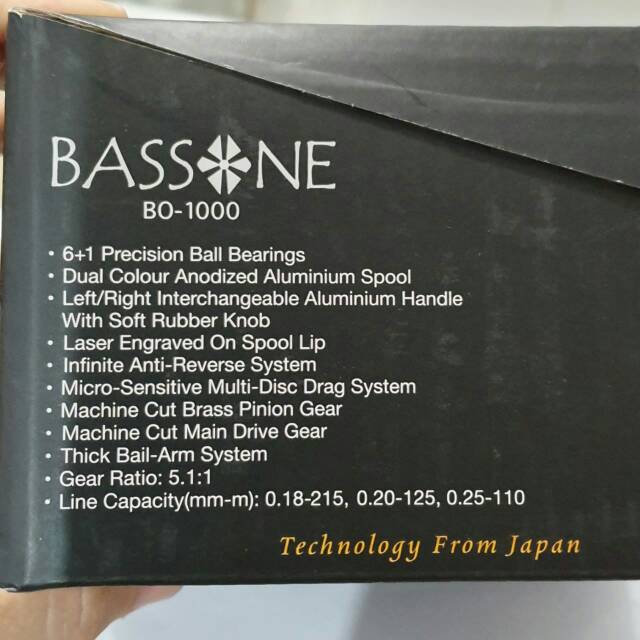 BASSONE
BO-1000
• 6+1 Precision Ball Bearings
• Dual Colour Anodized Aluminium Spool
• Left/Right Interchangeable Aluminium Handle
With Soft Rubber Knob
• Laser Engraved On Spool Lip
• Infinite Anti-Reverse System
• Micro-Sensitive Multi-Disc Drag System
• Machine Cut Brass Pinion Gear
• Machine Cut Main Drive Gear
• Thick Bail-Arm System
• Gear Ratio: 5.1:1
• Line Capacity(mm-m): 0.18-215, 0.20-125, 0.25-110
Technology From Japan